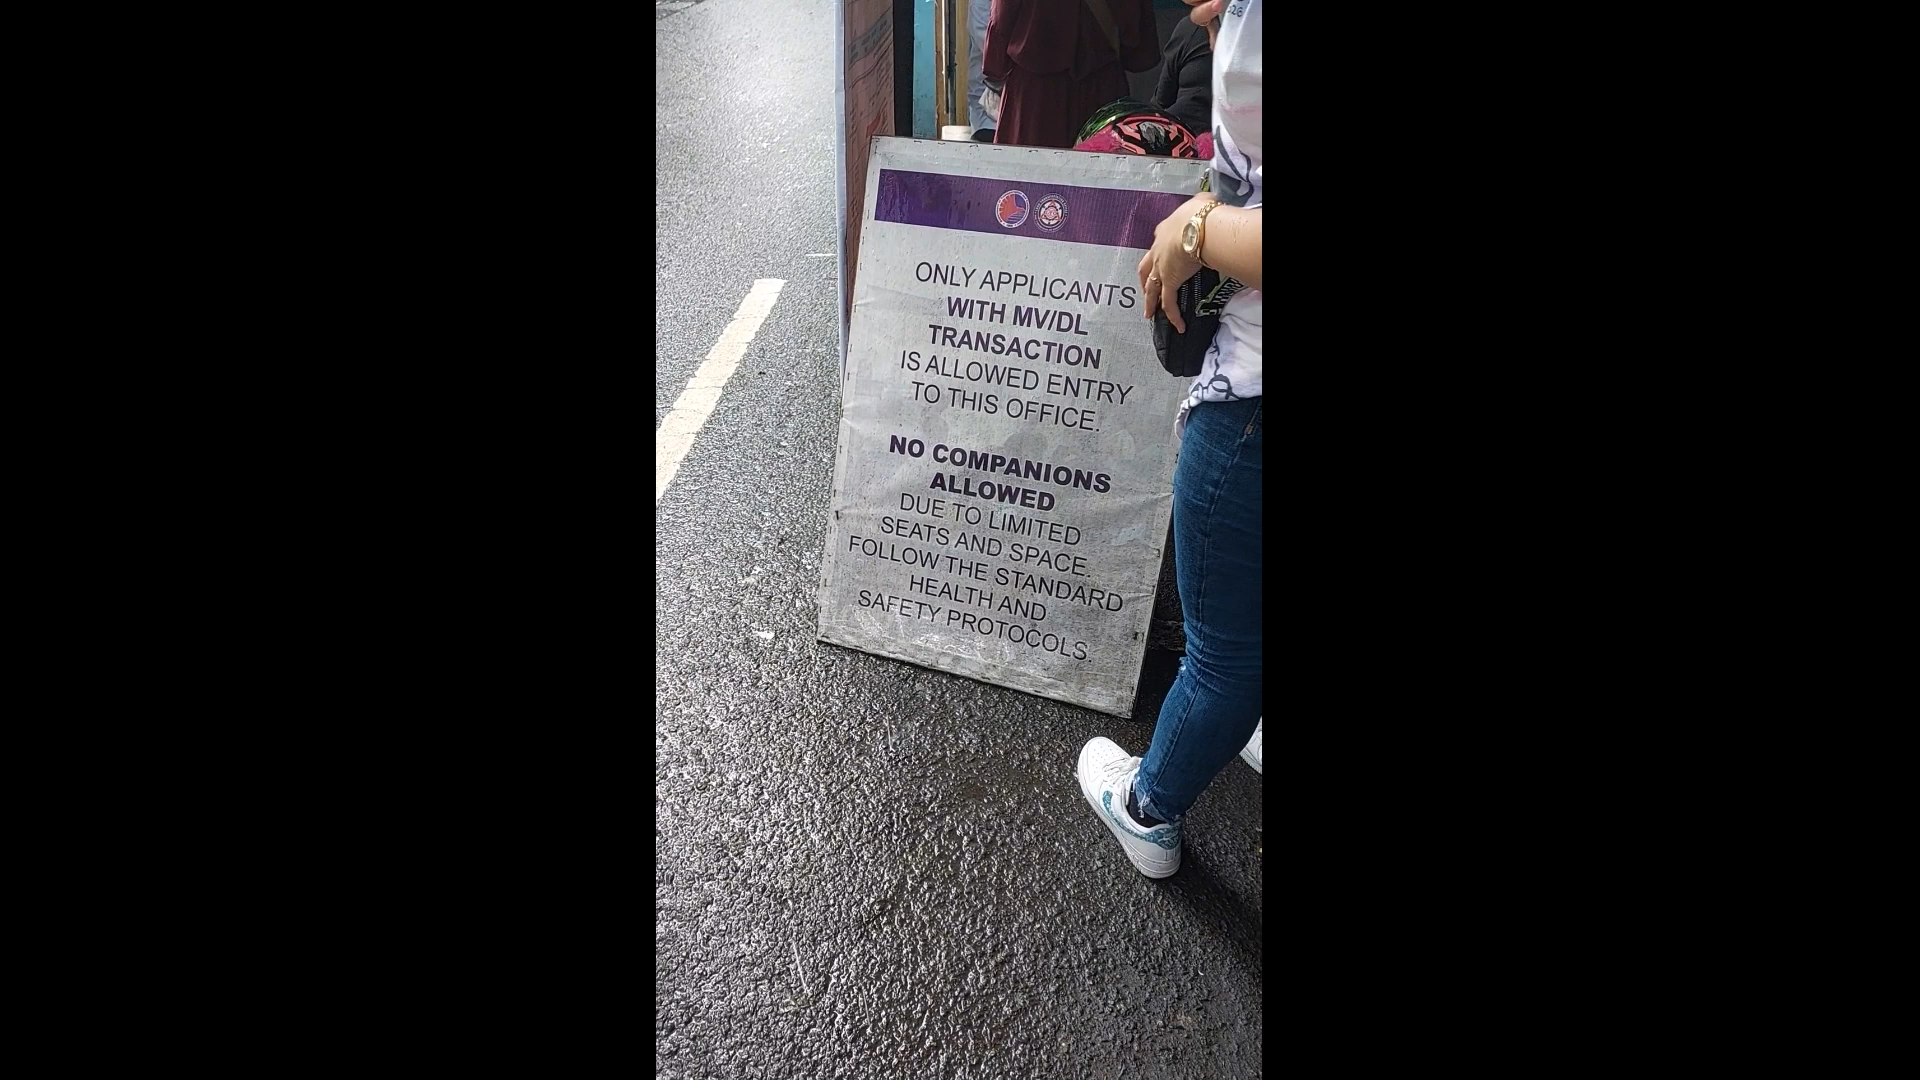 ONLY APPLICANTS
WITH MV/DL
TRANSACTION
IS ALLOWED ENTRY
TO THIS OFFICE.
NO COMPANIONS
ALLOWED
DUE TO LIMITED
SEATS AND SPACE.
FOLLOW THE STANDARD
HEALTH AND
SAFETY PROTOCOLS.